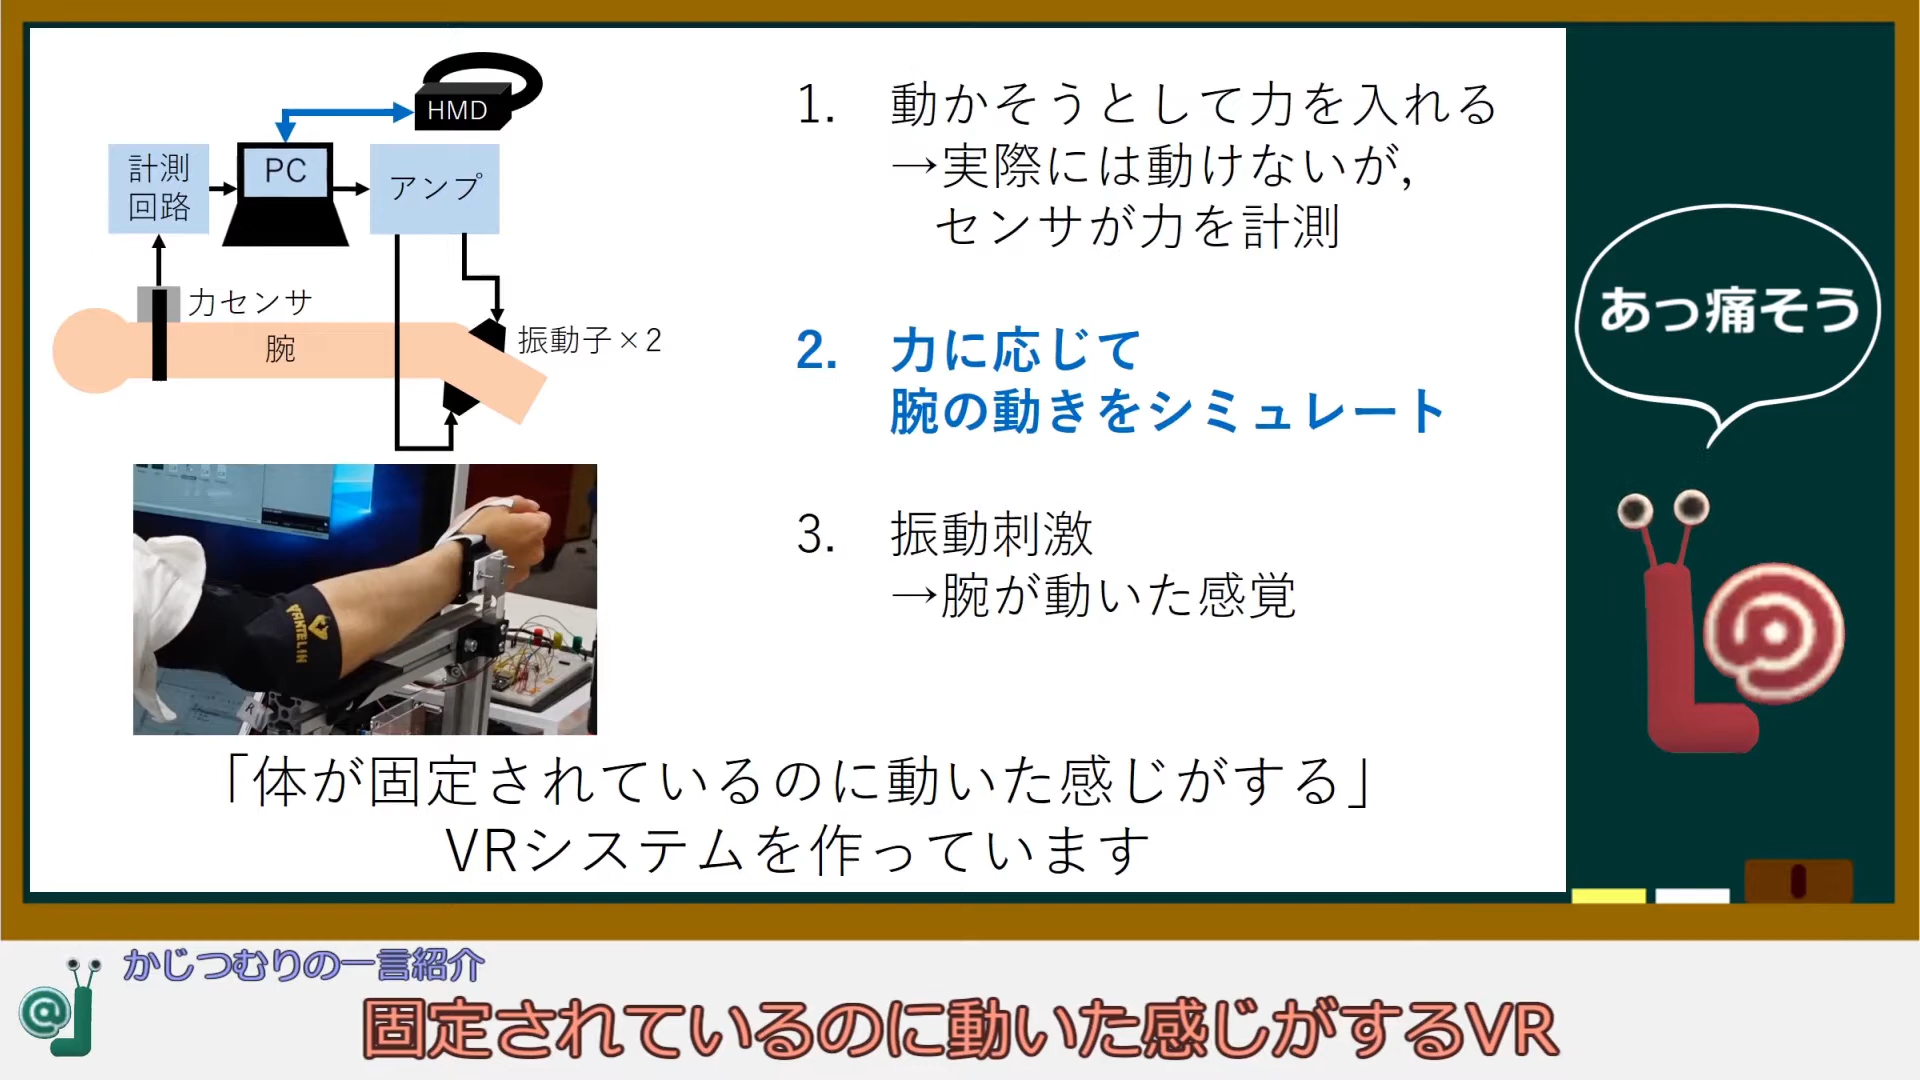 HMD
計測
回路
PC
アンプ
力センサ
腕
振動子×2
VANTELIN
R
1. 動かそうとして力を入れる
→実際には動けないが,
センサが力を計測
2. 力に応じて
腕の動きをシミュレート
3. 振動刺激
→腕が動いた感覚
「体が固定されているのに動いた感じがする」
VRシステムを作っています
あっ痛そう
かじつむりの一言紹介
固定されているのに動いた感じがするVR